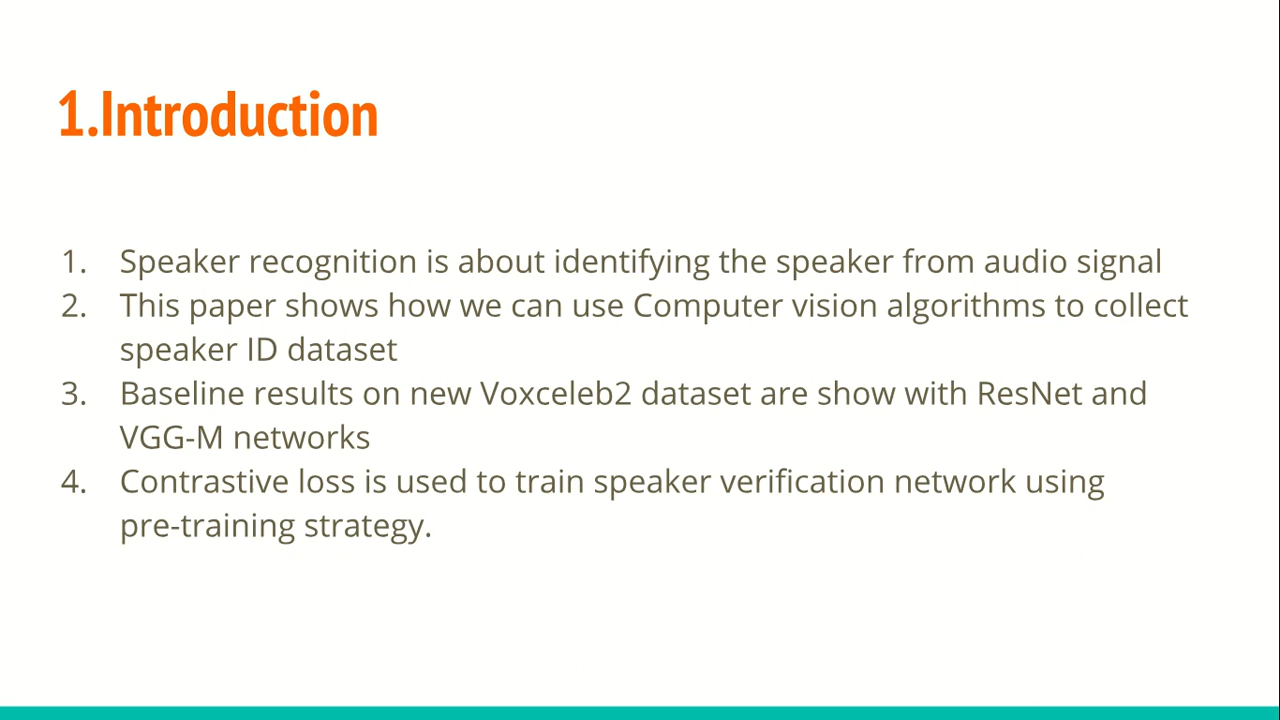 1.Introduction
1. Speaker recognition is about identifying the speaker from audio signal
2. This paper shows how we can use Computer vision algorithms to collect
speaker ID dataset
3. Baseline results on new Voxceleb2 dataset are show with ResNet and
VGG-M networks
4. Contrastive loss is used to train speaker verification network using
pre-training strategy.